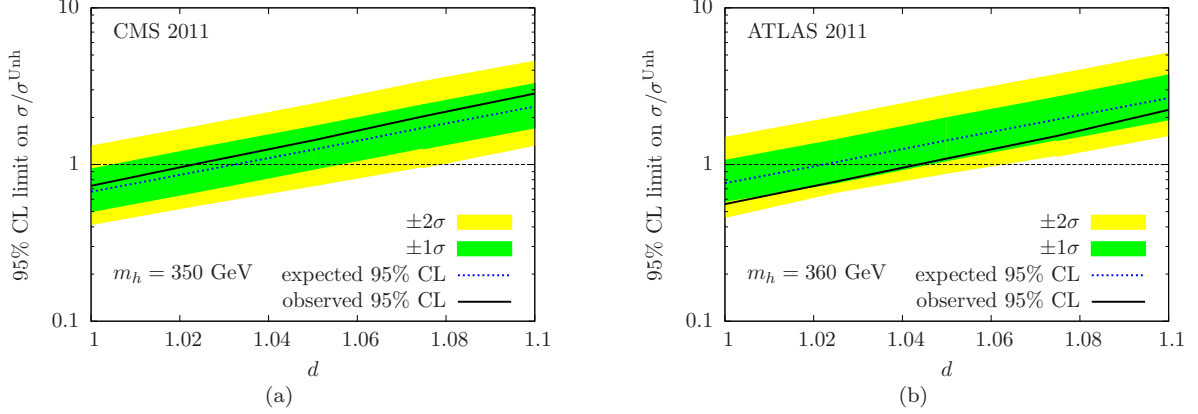 95% CL limit on σ/σ^Unh
10
1
0.1
CMS 2011
±2σ
±1σ
m_h = 350 GeV
expected 95% CL
observed 95% CL
1 1.02 1.04 1.06 1.08 1.1
d
(a)
95% CL limit on σ/σ^Unh
10
1
0.1
ATLAS 2011
±2σ
±1σ
m_h = 360 GeV
expected 95% CL
observed 95% CL
1 1.02 1.04 1.06 1.08 1.1
d
(b)